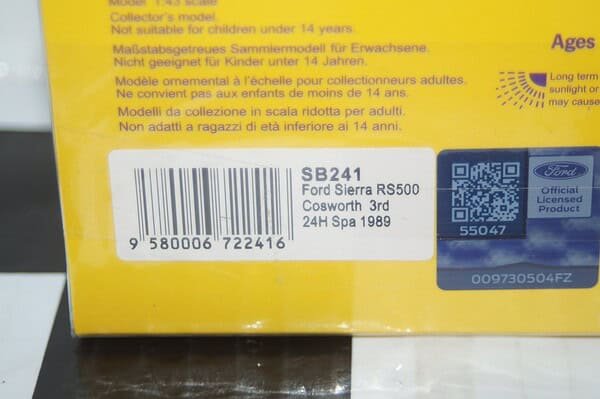 Model 1:43 scale
Collector's model.
Not suitable for children under 14 years.
Maßstabsgetreues Sammlermodell für Erwachsene.
Nicht geeignet für Kinder unter 14 Jahren.
Modèle ornemental à l'échelle pour collectionneurs adultes.
Ne convient pas aux enfants de moins de 14 ans.
Modelli da collezione in scala ridotta per adulti.
Non adatti a ragazzi di età inferiore ai 14 anni.
Ages
Long term
sunlight or
may cause
SB241
Ford Sierra RS500
Cosworth 3rd
24H Spa 1989
9 580006 722416
Ford
Official
Licensed
Product
55047
009730504FZ